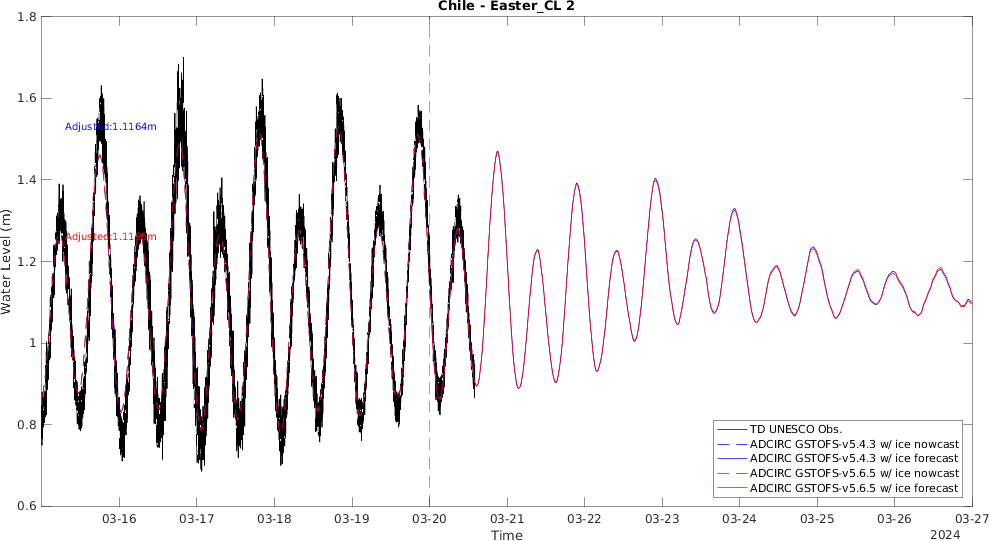 Chile - Easter_CL 2
1.8
1.6
1.4
1.2
1
0.8
0.6
Water Level (m)
Adjusted:1.1164m
TD UNESCO Obs.
ADCIRC GSTOFS-v5.4.3 w/ ice nowcast
ADCIRC GSTOFS-v5.4.3 w/ ice forecast
ADCIRC GSTOFS-v5.6.5 w/ ice nowcast
ADCIRC GSTOFS-v5.6.5 w/ ice forecast
03-16 03-17 03-18 03-19 03-20 03-21 03-22 03-23 03-24 03-25 03-26 03-27
Time
2024